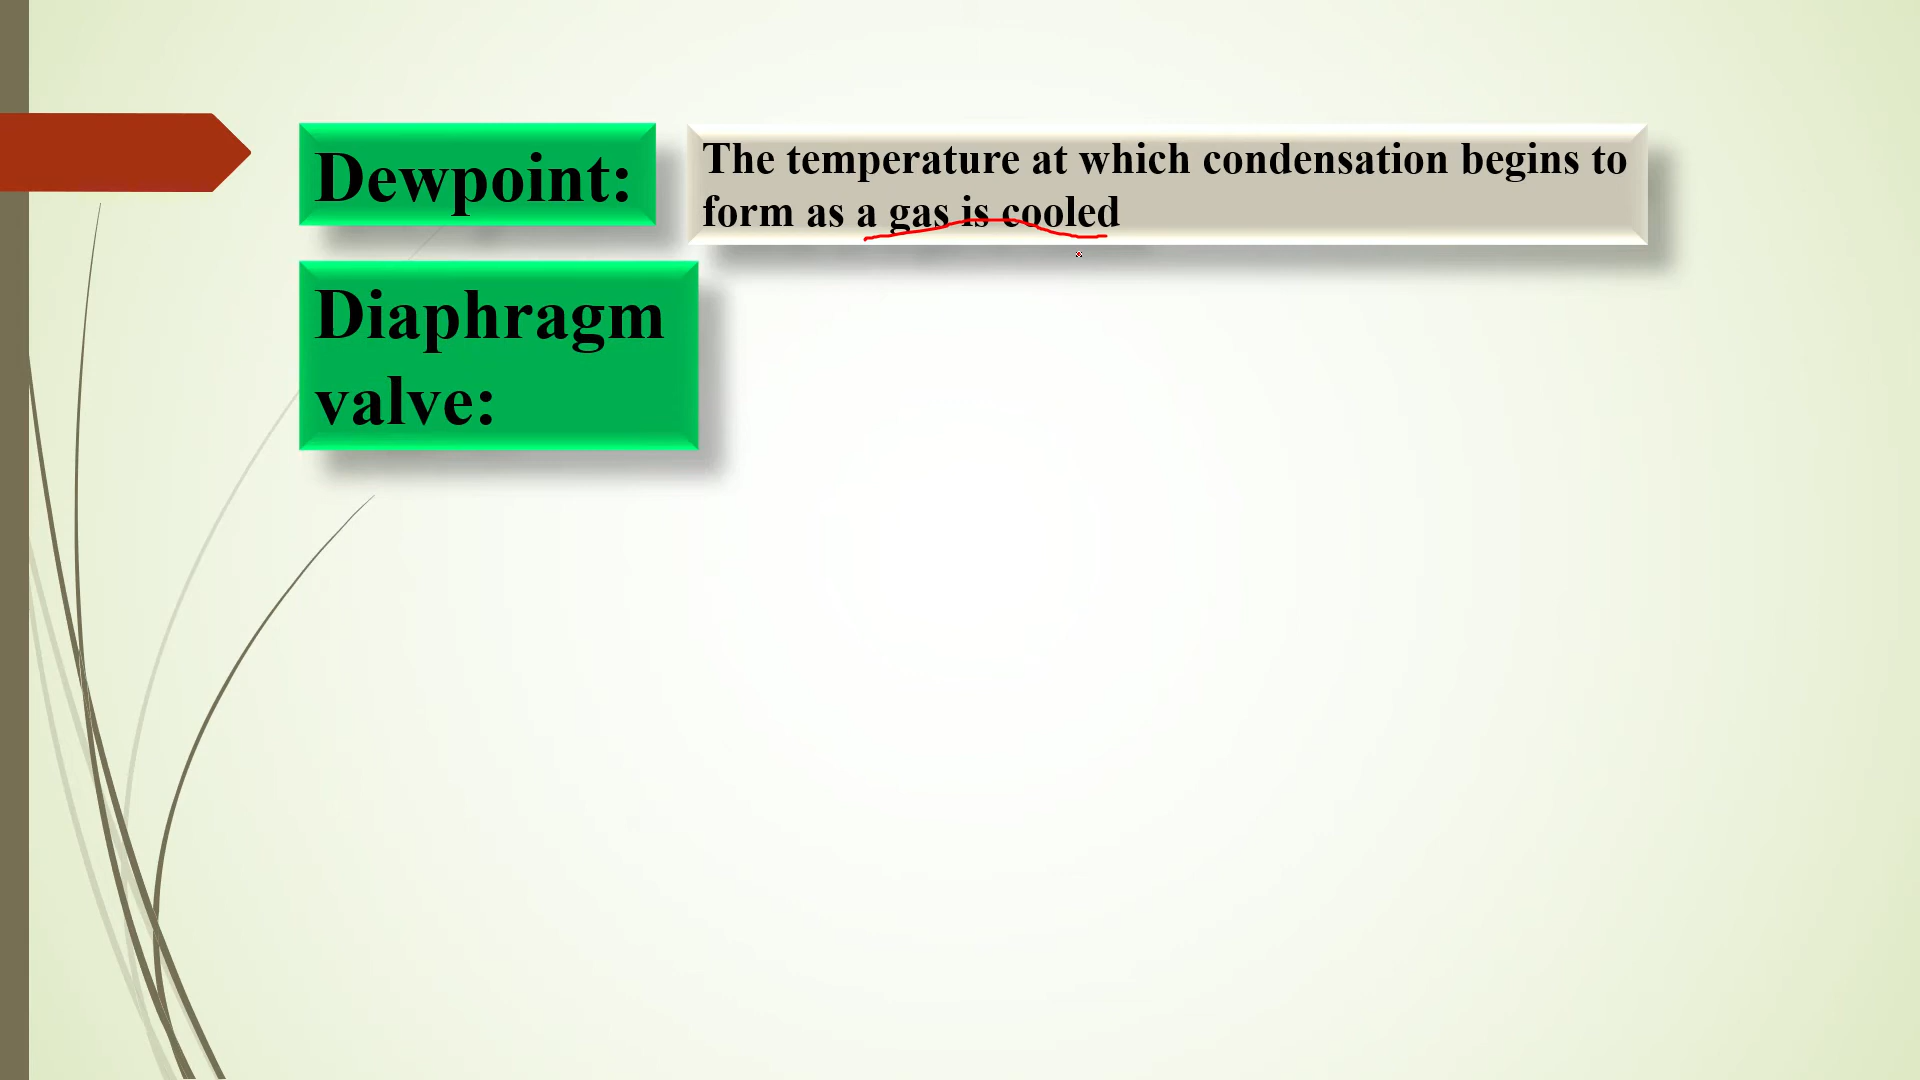 Dewpoint:
The temperature at which condensation begins to
form as a gas is cooled
Diaphragm
valve: